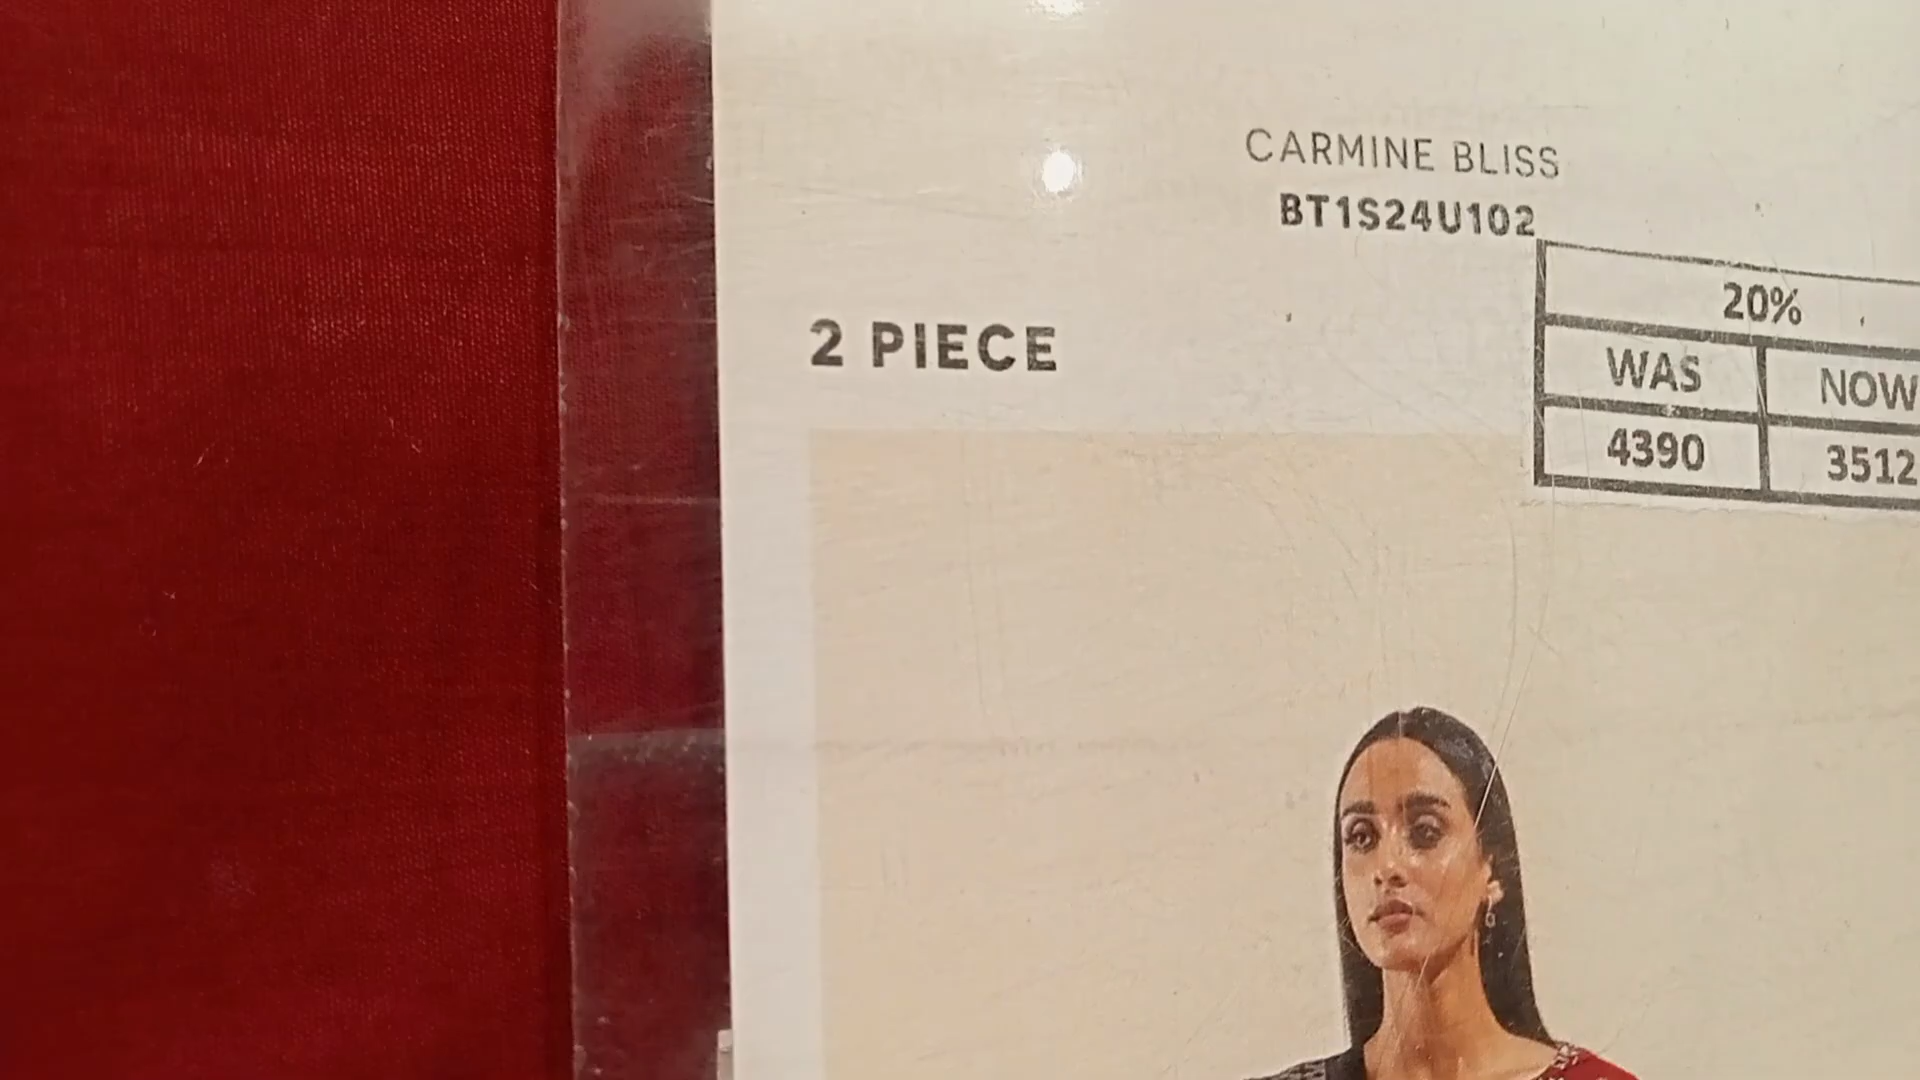 CARMINE BLISS
BT1S24U102
2 PIECE
20%
WAS NOW
4390 3512